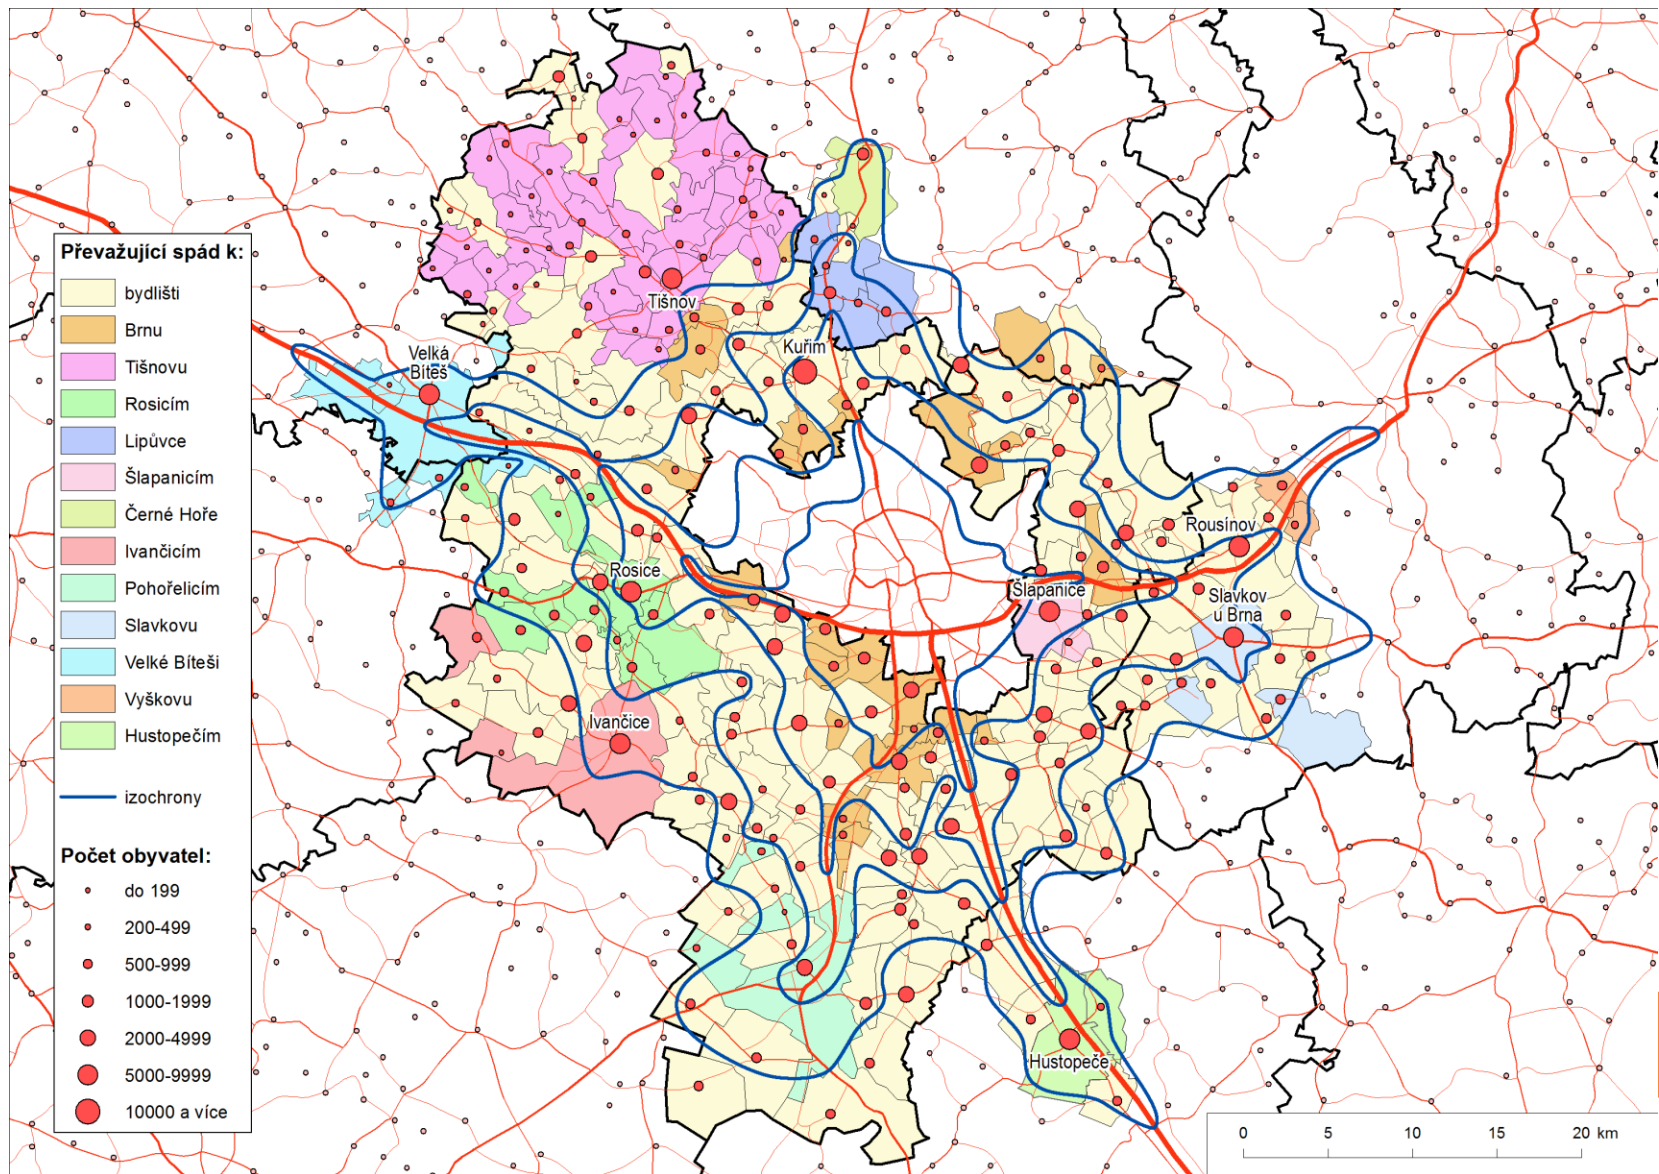 Převažující spád k:
bydlišti
Brnu
Tišnovu
Rosicím
Lipůvce
Šlapanicím
Černé Hoře
Ivančicím
Pohořelicím
Slavkovu
Velké Bíteši
Vyškovu
Hustopečím
izochrony
Počet obyvatel:
do 199
200-499
500-999
1000-1999
2000-4999
5000-9999
10000 a více
Tišnov
Velká
Bíteš
Kuřim
Rousínov
Rosice
Šlapanice
Slavkov
u Brna
Ivančice
Hustopeče
0 5 10 15 20 km